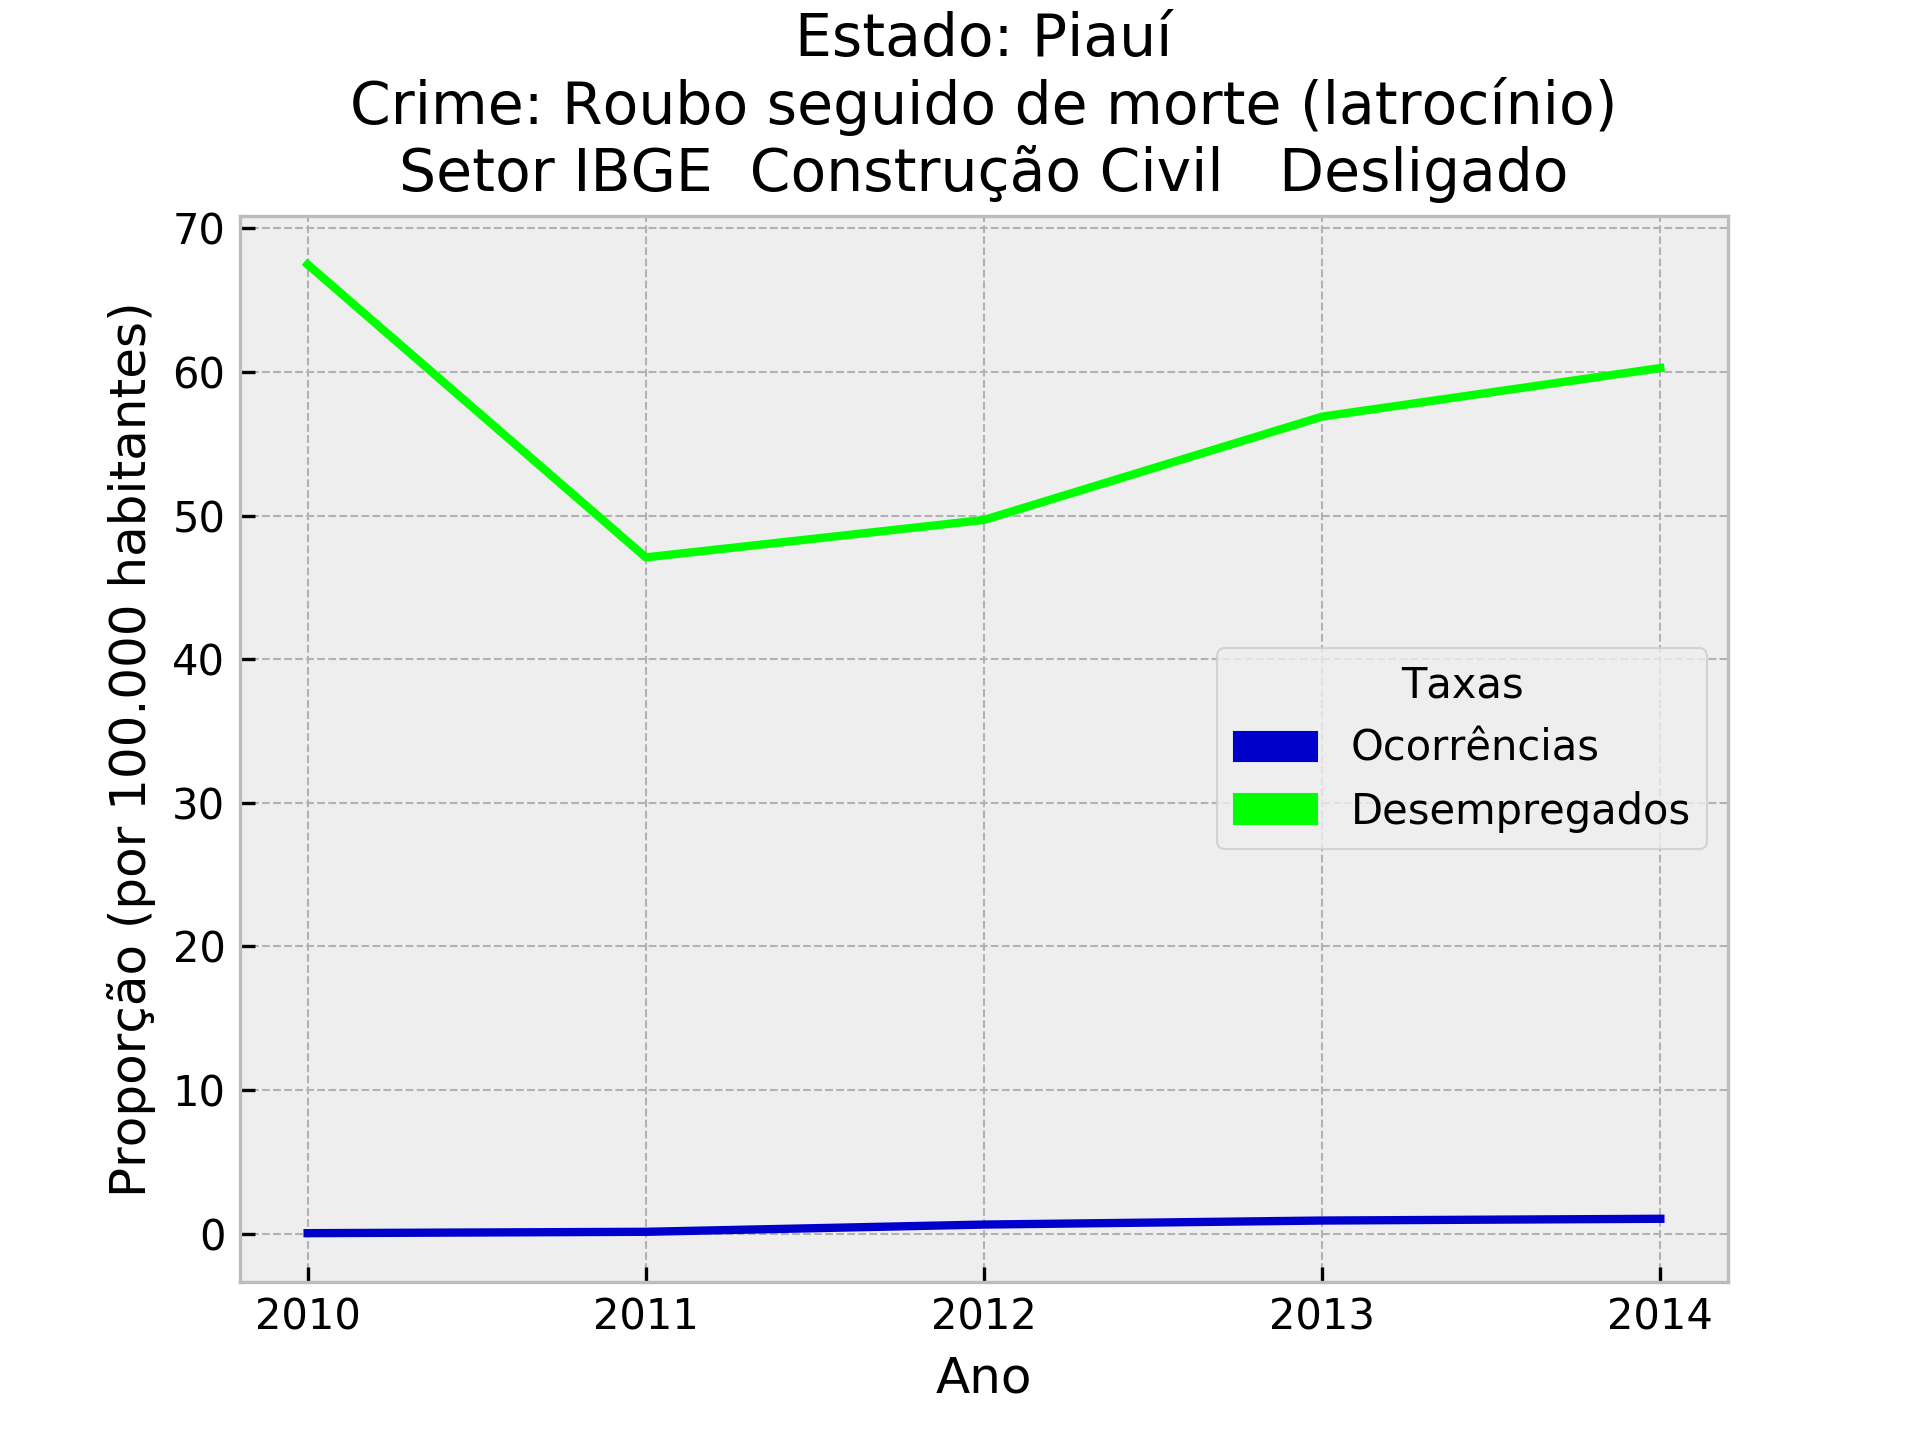 Estado: Piauí
Crime: Roubo seguido de morte (latrocínio)
Setor IBGE  Construção Civil   Desligado
Proporção (por 100.000 habitantes)
70
60
50
40
30
20
10
0
Taxas
Ocorrências
Desempregados
2010
2011
2012
2013
2014
Ano